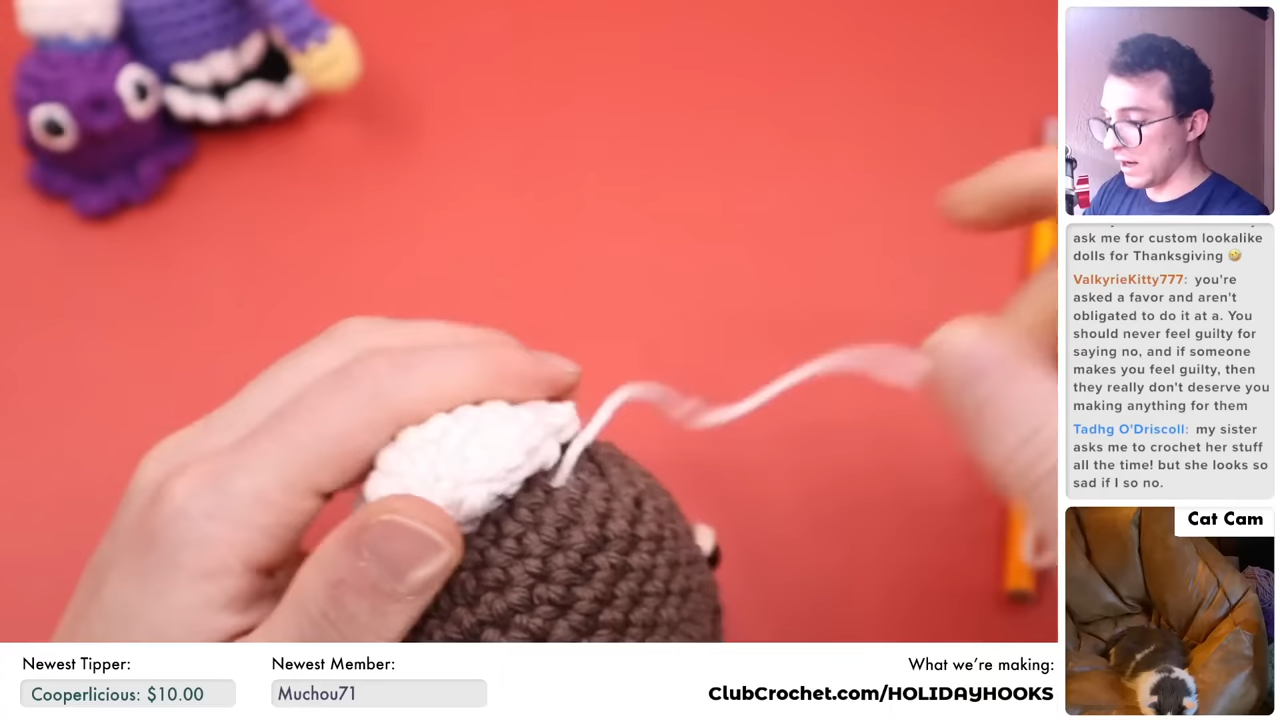 ask me for custom lookalike
dolls for Thanksgiving 🤣
ValkyrieKitty777: you're
asked a favor and aren't
obligated to do it at a. You
should never feel guilty for
saying no, and if someone
makes you feel guilty, then
they really don't deserve you
making anything for them
Tadhg O'Driscoll: my sister
asks me to crochet her stuff
all the time! but she looks so
sad if I so no.
Cat Cam
Newest Tipper:
Cooperlicious: $10.00
Newest Member:
Muchou71
What we're making:
ClubCrochet.com/HOLIDAYHOOKS